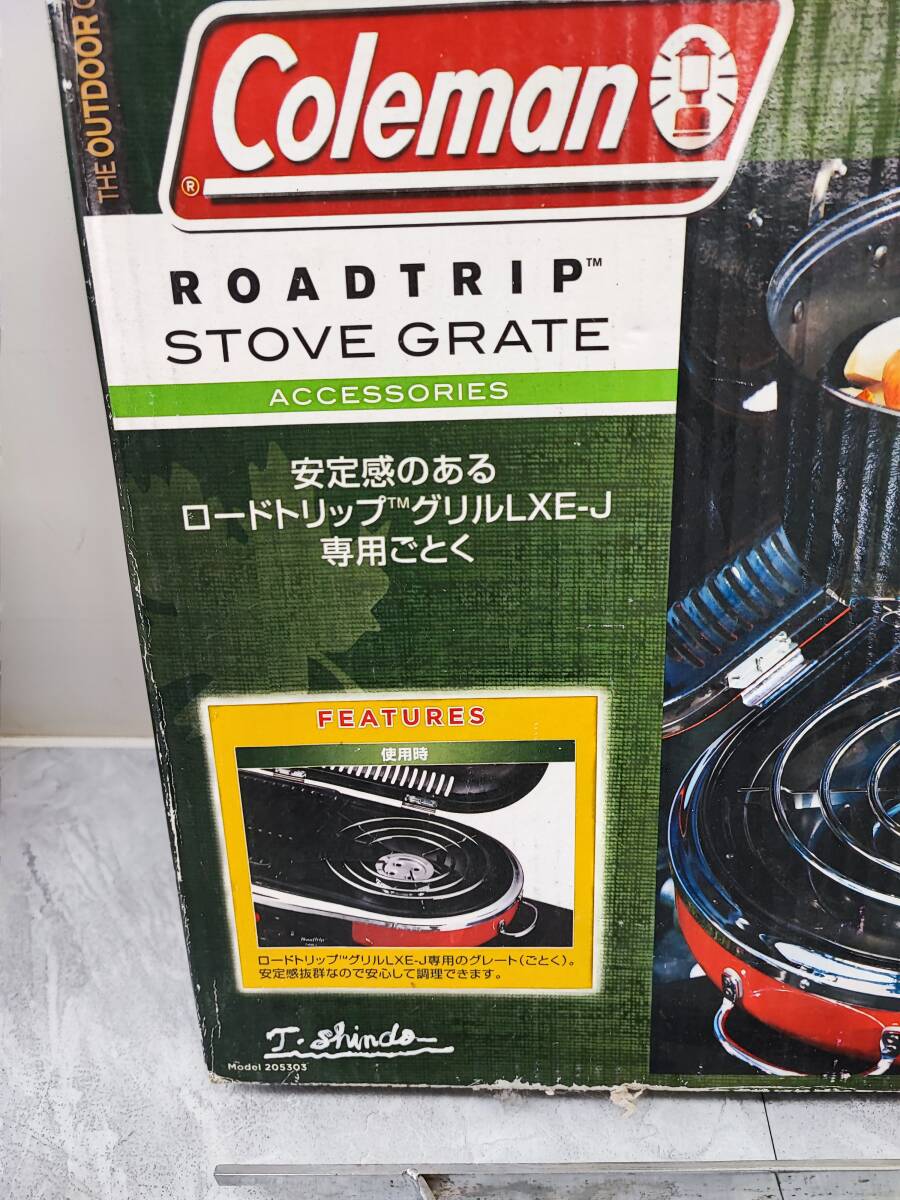 THE OUTDOOR
Coleman
®
ROADTRIP™
STOVE GRATE
ACCESSORIES
安定感のある
ロードトリップ™グリルLXE-J
専用ごとく
FEATURES
使用時
RoadTrip
ロードトリップ™グリルLXE-J専用のグレート(ごとく)。
安定感抜群なので安心して調理できます。
T. Shindo
Model 205303